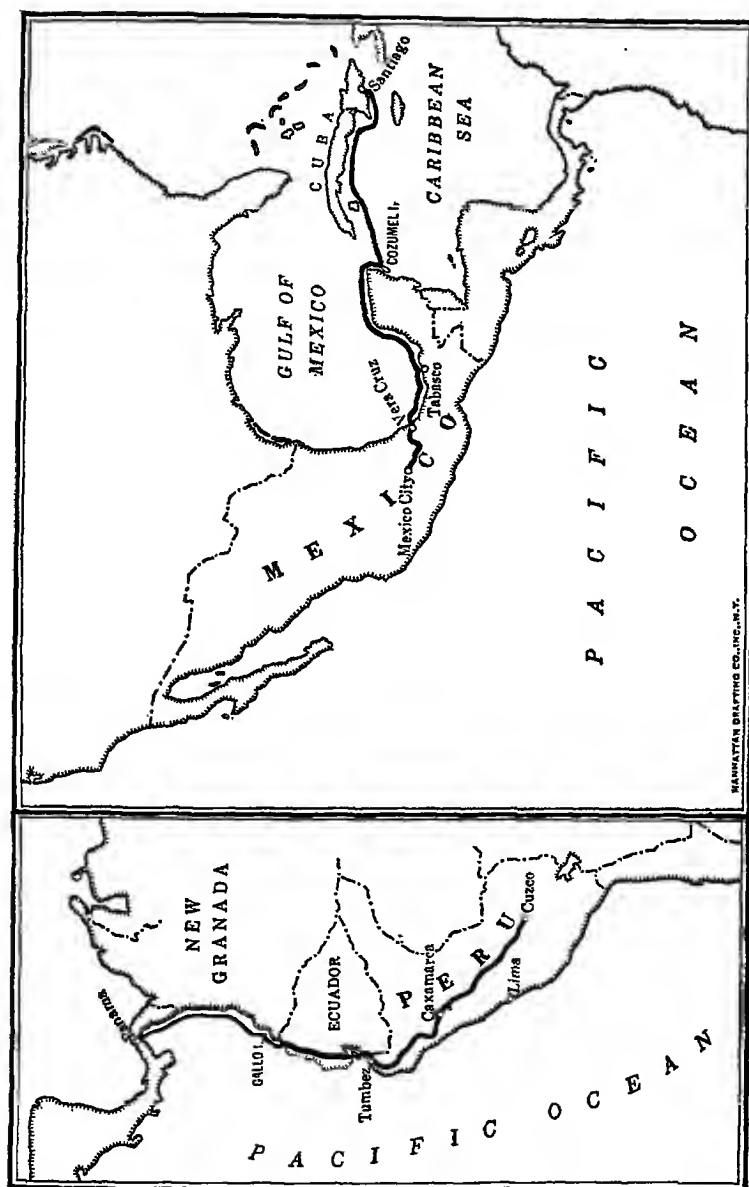 CUBA
Santiago
CARIBBEAN
SEA
COZUMEL I.
GULF OF
MEXICO
Vera Cruz
Tabasco
Mexico City
MEXICO
PACIFIC
OCEAN
MANHATTAN DRAFTING CO., INC., N.Y.
Panama
NEW
GRANADA
GALLO I.
ECUADOR
Tumbez
PERU
Caxamarca
Cuzco
Lima
PACIFIC OCEAN